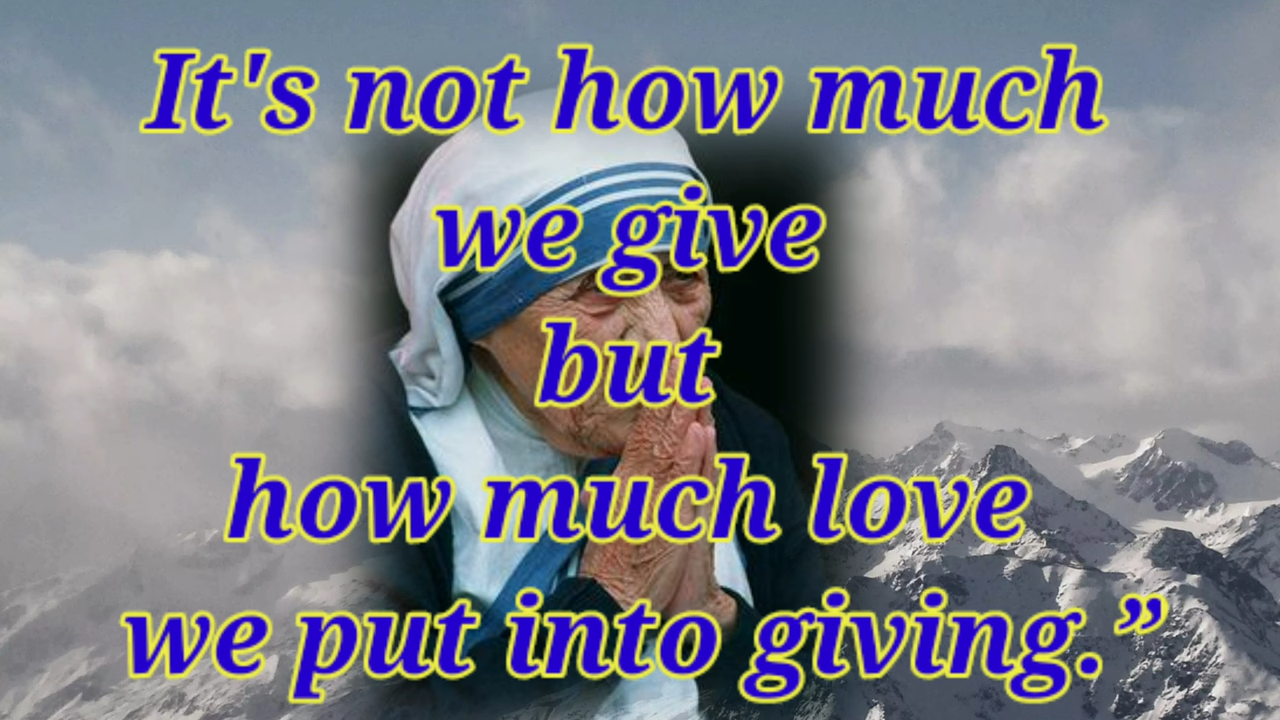 It's not how much
we give
but
how much love
we put into giving.”